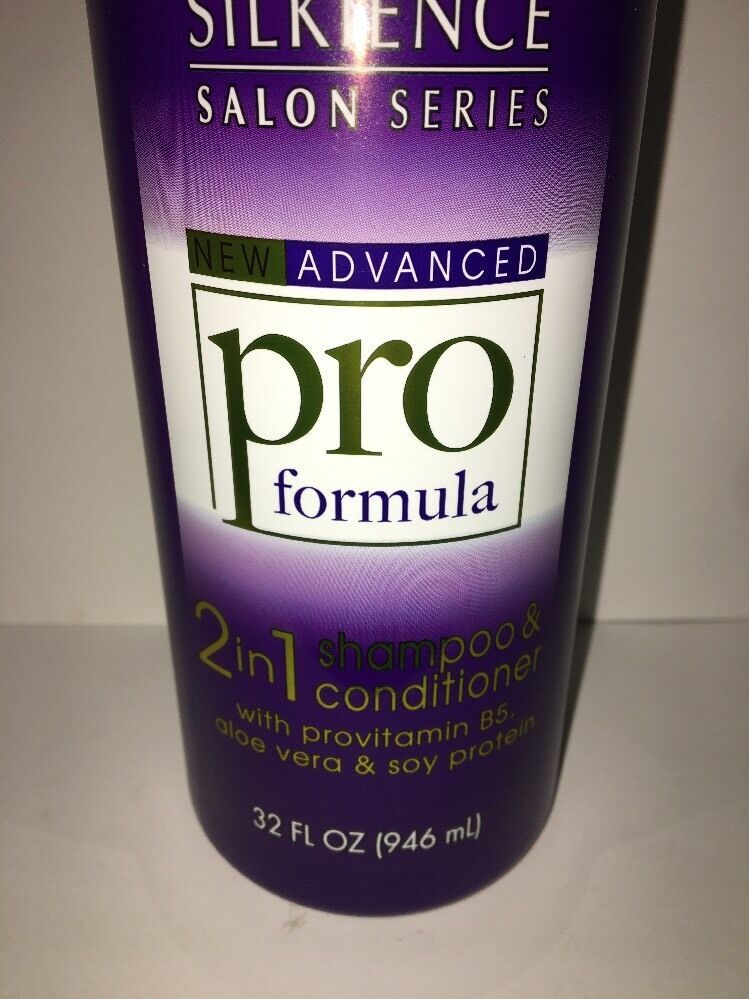 SILKIENCE
SALON SERIES
NEW ADVANCED
pro
formula
2in1 shampoo &
conditioner
with provitamin B5,
aloe vera & soy protein
32 FL OZ (946 mL)